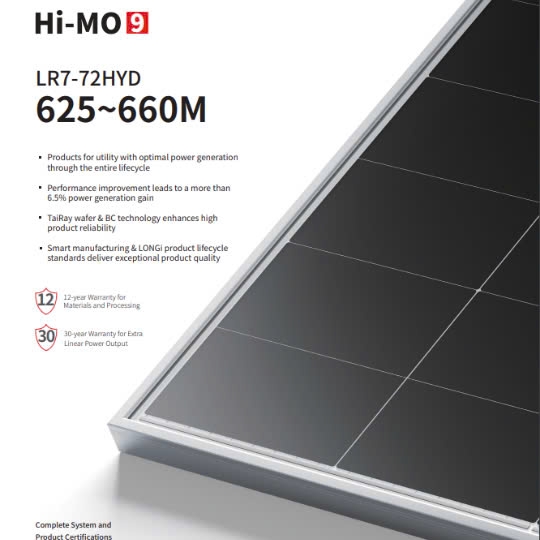 Hi-MO 9
LR7-72HYD
625~660M
▪ Products for utility with optimal power generation
through the entire lifecycle
▪ Performance improvement leads to a more than
6.5% power generation gain
▪ TaiRay wafer & BC technology enhances high
product reliability
▪ Smart manufacturing & LONGi product lifecycle
standards deliver exceptional product quality
12
12-year Warranty for
Materials and Processing
30
30-year Warranty for Extra
Linear Power Output
Complete System and
Product Certifications